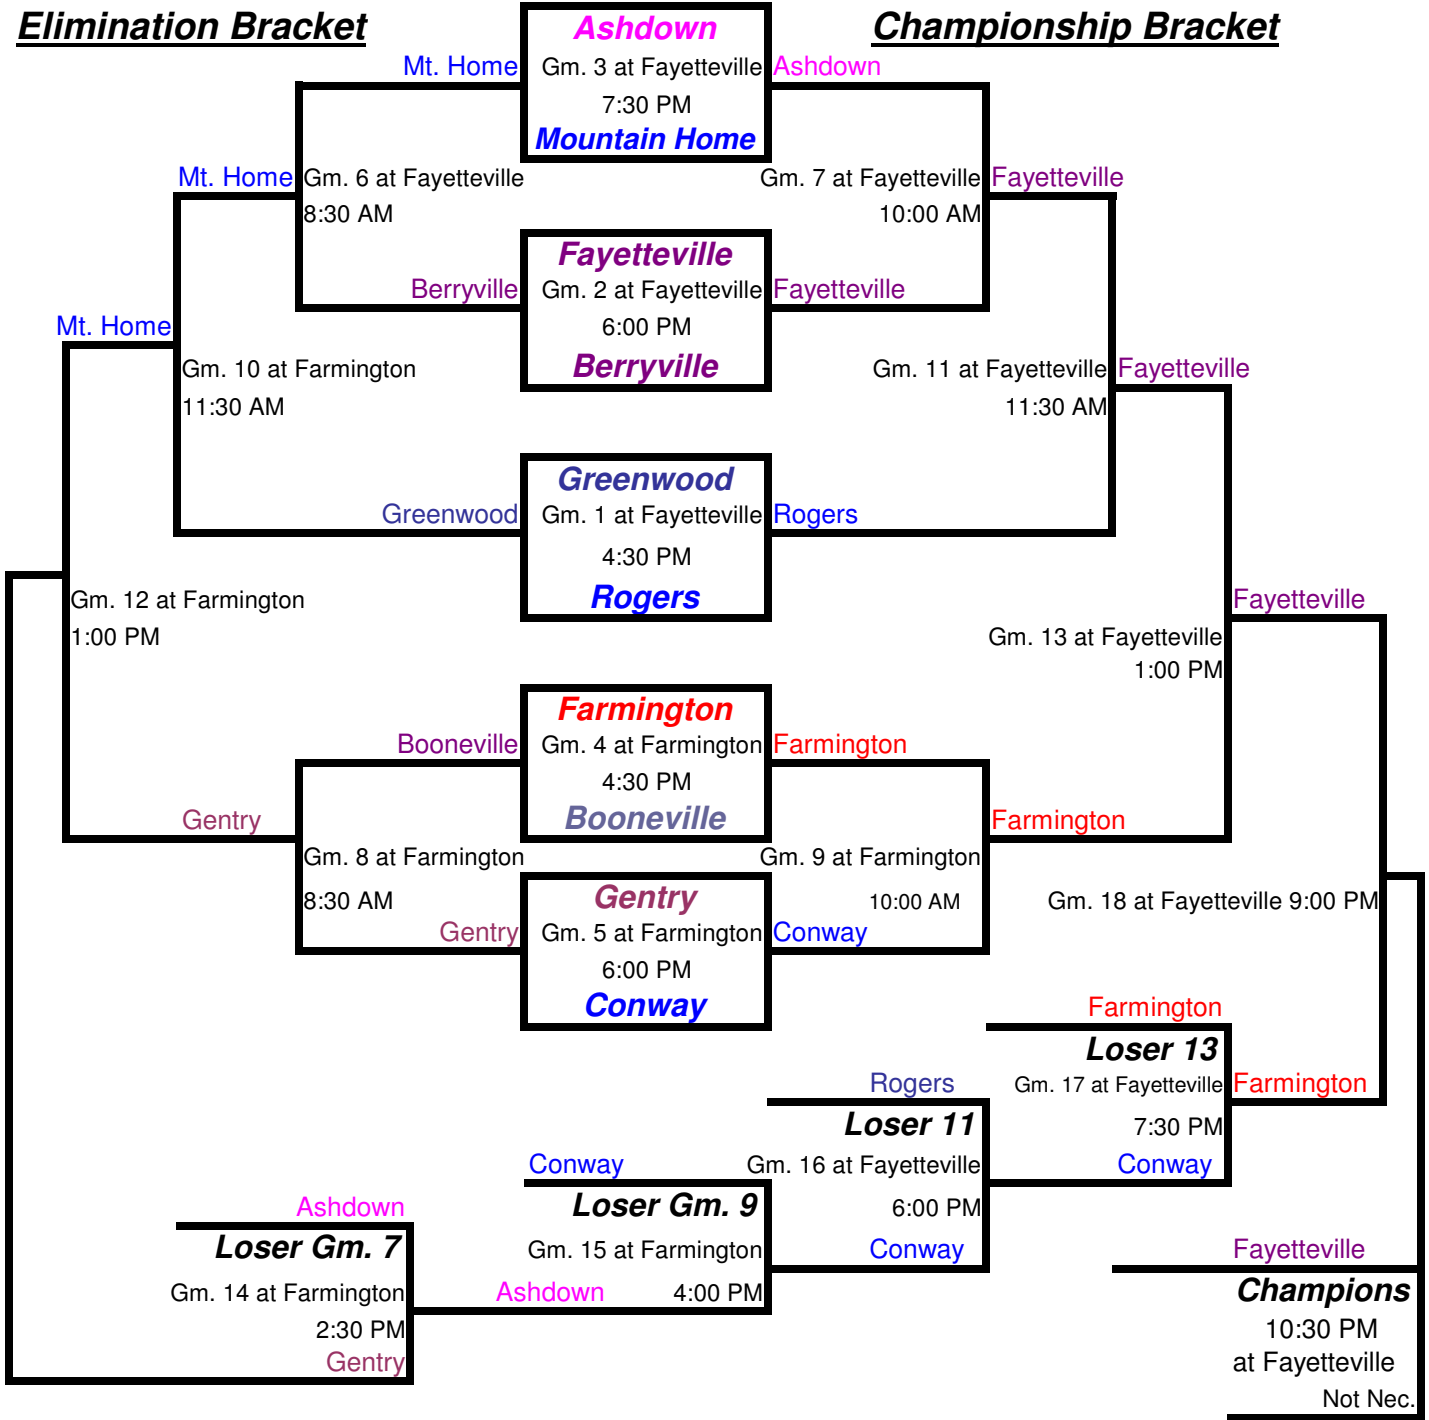 Elimination Bracket
Championship Bracket
Ashdown
Mt. Home
Gm. 3 at Fayetteville
Ashdown
7:30 PM
Mountain Home
Mt. Home
Gm. 6 at Fayetteville
Gm. 7 at Fayetteville
Fayetteville
8:30 AM
10:00 AM
Fayetteville
Berryville
Gm. 2 at Fayetteville
Fayetteville
6:00 PM
Mt. Home
Berryville
Gm. 10 at Farmington
Gm. 11 at Fayetteville
Fayetteville
11:30 AM
11:30 AM
Greenwood
Greenwood
Gm. 1 at Fayetteville
Rogers
4:30 PM
Rogers
Gm. 12 at Farmington
Fayetteville
1:00 PM
Gm. 13 at Fayetteville
1:00 PM
Farmington
Booneville
Gm. 4 at Farmington
Farmington
4:30 PM
Gentry
Booneville
Farmington
Gm. 8 at Farmington
Gm. 9 at Farmington
8:30 AM
Gentry
10:00 AM
Gm. 18 at Fayetteville 9:00 PM
Gentry
Gm. 5 at Farmington
Conway
6:00 PM
Conway
Farmington
Loser 13
Rogers
Gm. 17 at Fayetteville
Farmington
Loser 11
7:30 PM
Conway
Gm. 16 at Fayetteville
Conway
Ashdown
Loser Gm. 9
6:00 PM
Loser Gm. 7
Gm. 15 at Farmington
Conway
Fayetteville
Gm. 14 at Farmington
Ashdown
4:00 PM
Champions
2:30 PM
10:30 PM
Gentry
at Fayetteville
Not Nec.